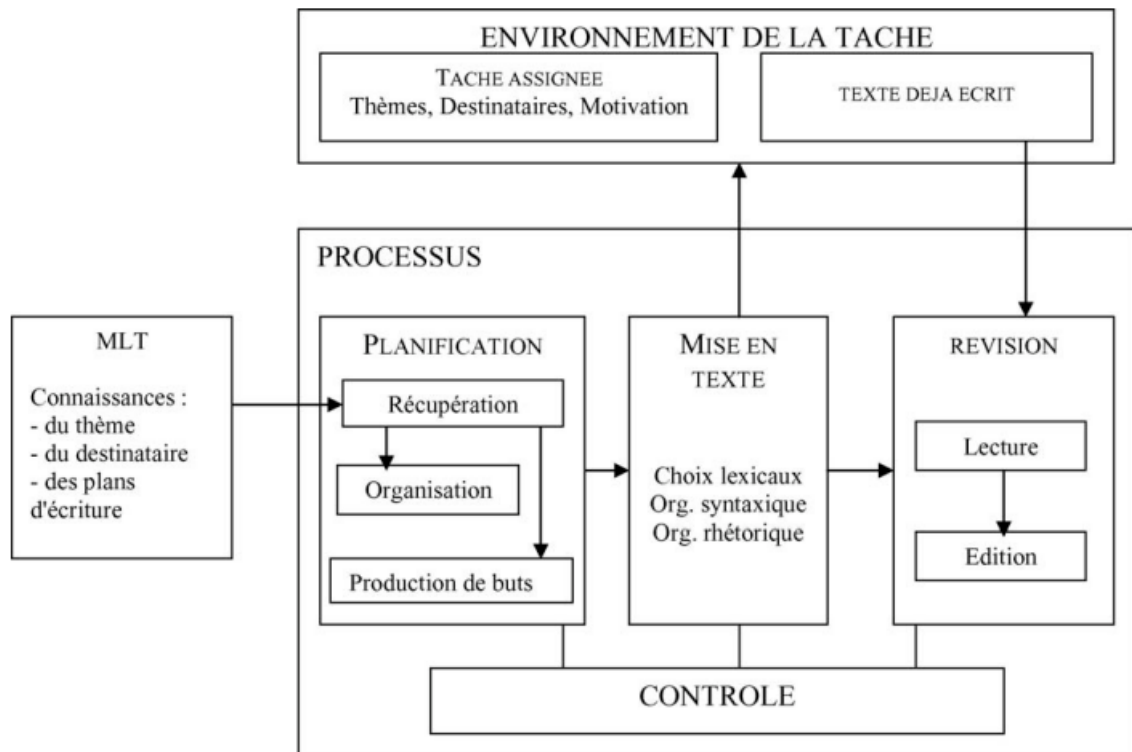 ENVIRONNEMENT DE LA TACHE
TACHE ASSIGNEE
Thèmes, Destinataires, Motivation
TEXTE DEJA ECRIT
PROCESSUS
MLT
Connaissances :
- du thème
- du destinataire
- des plans
d'écriture
PLANIFICATION
Récupération
Organisation
Production de buts
MISE EN
TEXTE
Choix lexicaux
Org. syntaxique
Org. rhétorique
REVISION
Lecture
Edition
CONTROLE